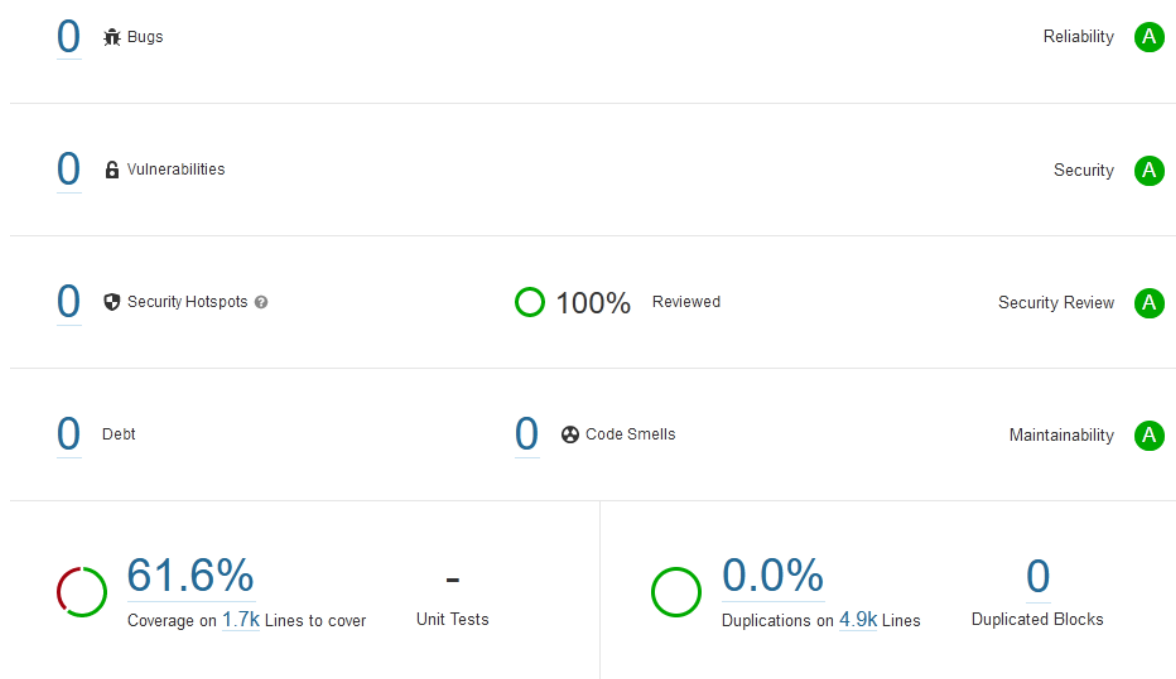 0 Bugs Reliability A
0 Vulnerabilities Security A
0 Security Hotspots ? 100% Reviewed Security Review A
0 Debt 0 Code Smells Maintainability A
61.6% - 0.0% 0
Coverage on 1.7k Lines to cover Unit Tests Duplications on 4.9k Lines Duplicated Blocks